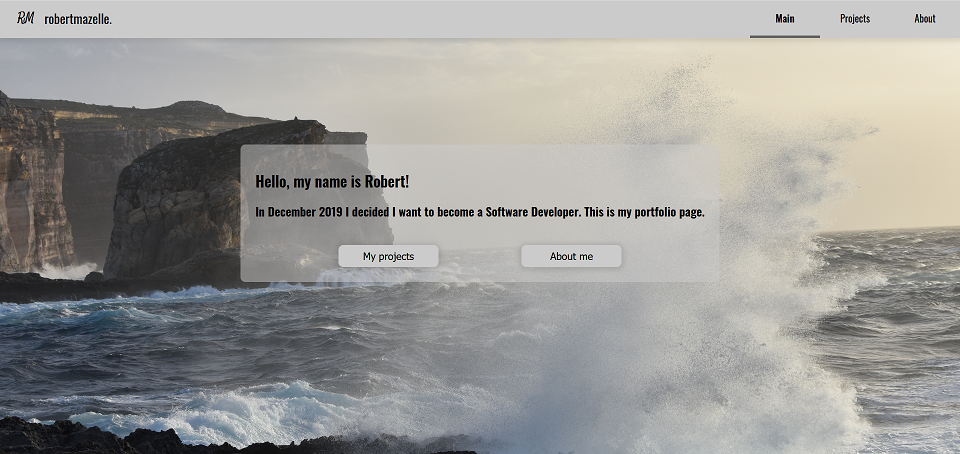 RM robertmazelle. Main Projects About
Hello, my name is Robert!
In December 2019 I decided I want to become a Software Developer. This is my portfolio page.
My projects About me